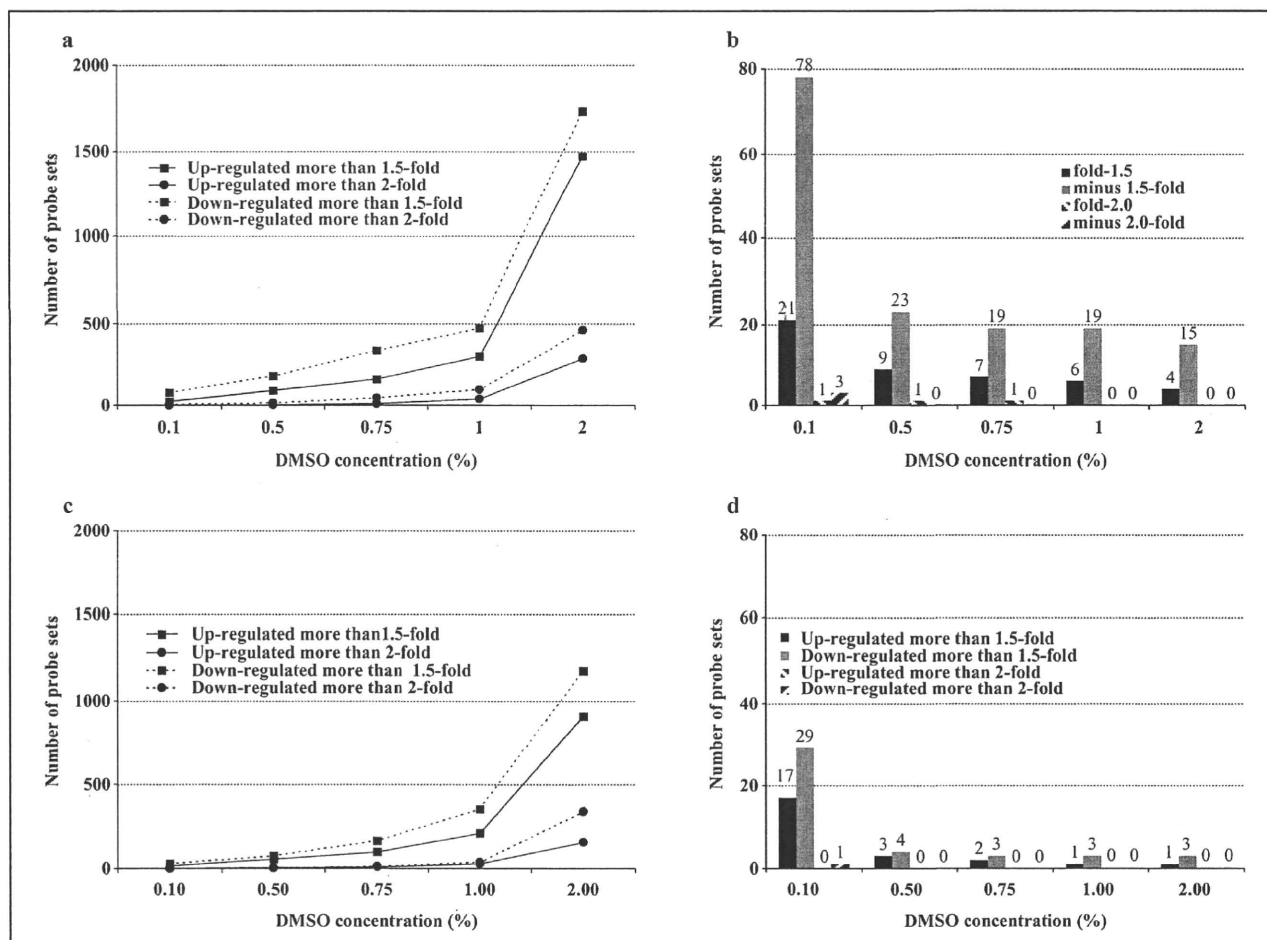 a
2000
1500
1000
500
0
Number of probe sets
Up-regulated more than 1.5-fold
Up-regulated more than 2-fold
Down-regulated more than 1.5-fold
Down-regulated more than 2-fold
0.1 0.5 0.75 1 2
DMSO concentration (%)
b
80
60
40
20
0
Number of probe sets
fold-1.5
minus 1.5-fold
fold-2.0
minus 2.0-fold
21 78 1 3 9 23 1 0 7 19 1 0 6 19 0 0 4 15 0 0
0.1 0.5 0.75 1 2
DMSO concentration (%)
c
2000
1500
1000
500
0
Number of probe sets
Up-regulated more than1.5-fold
Up-regulated more than 2-fold
Down-regulated more than 1.5-fold
Down-regulated more than 2-fold
0.10 0.50 0.75 1.00 2.00
DMSO concentration (%)
d
80
60
40
20
0
Number of probe sets
Up-regulated more than 1.5-fold
Down-regulated more than 1.5-fold
Up-regulated more than 2-fold
Down-regulated more than 2-fold
17 29 0 1 3 4 0 0 2 3 0 0 1 3 0 0 1 3 0 0
0.10 0.50 0.75 1.00 2.00
DMSO concentration (%)